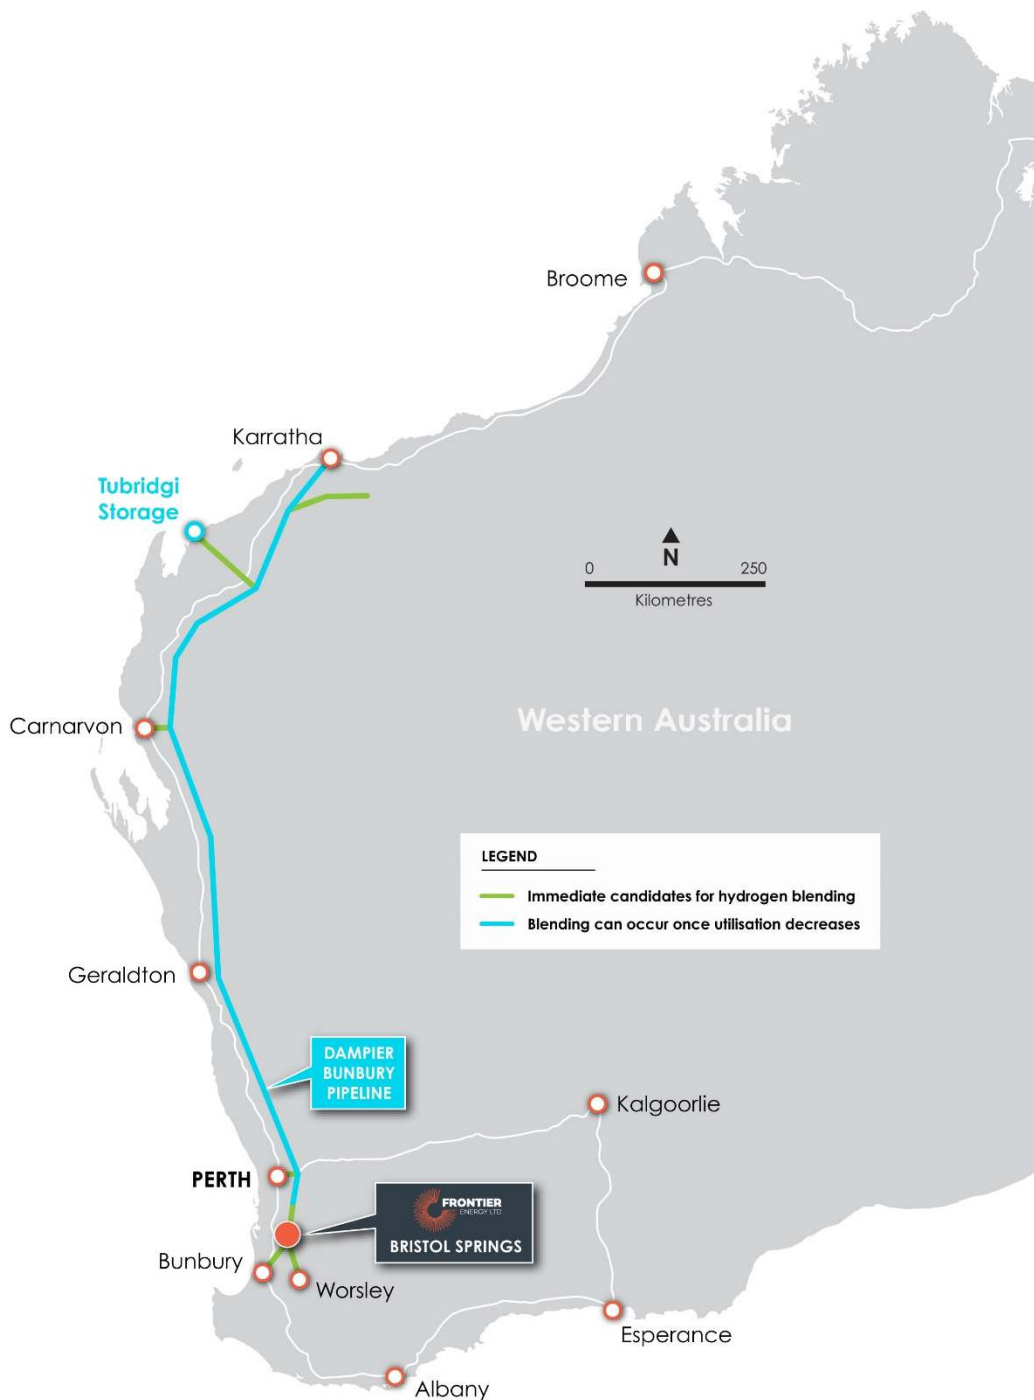 Broome
Karratha
Tubridgi
Storage
0
250
N
Kilometres
Carnarvon
Western Australia
LEGEND
Immediate candidates for hydrogen blending
Blending can occur once utilisation decreases
Geraldton
DAMPIER
BUNBURY
PIPELINE
Kalgoorlie
PERTH
FRONTIER
ENERGY LTD
BRISTOL SPRINGS
Bunbury
Worsley
Esperance
Albany